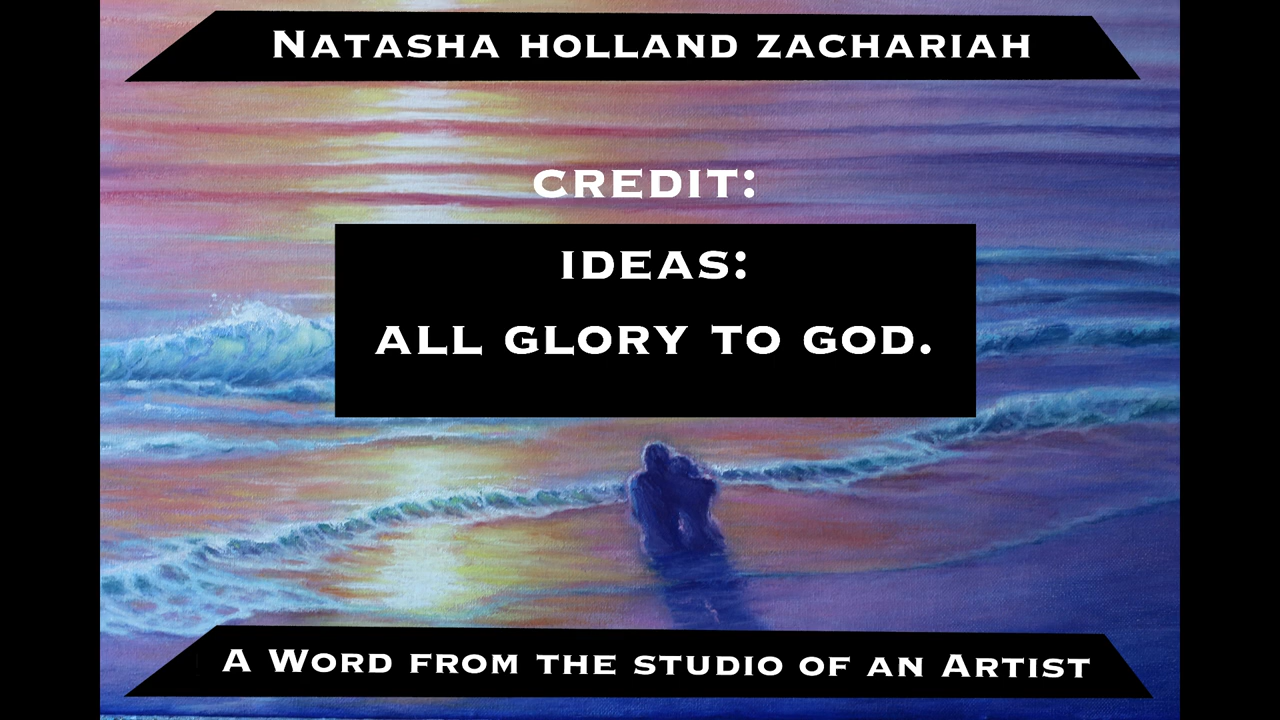 Natasha holland zachariah
credit:
ideas:
all glory to god.
A Word from the studio of an Artist